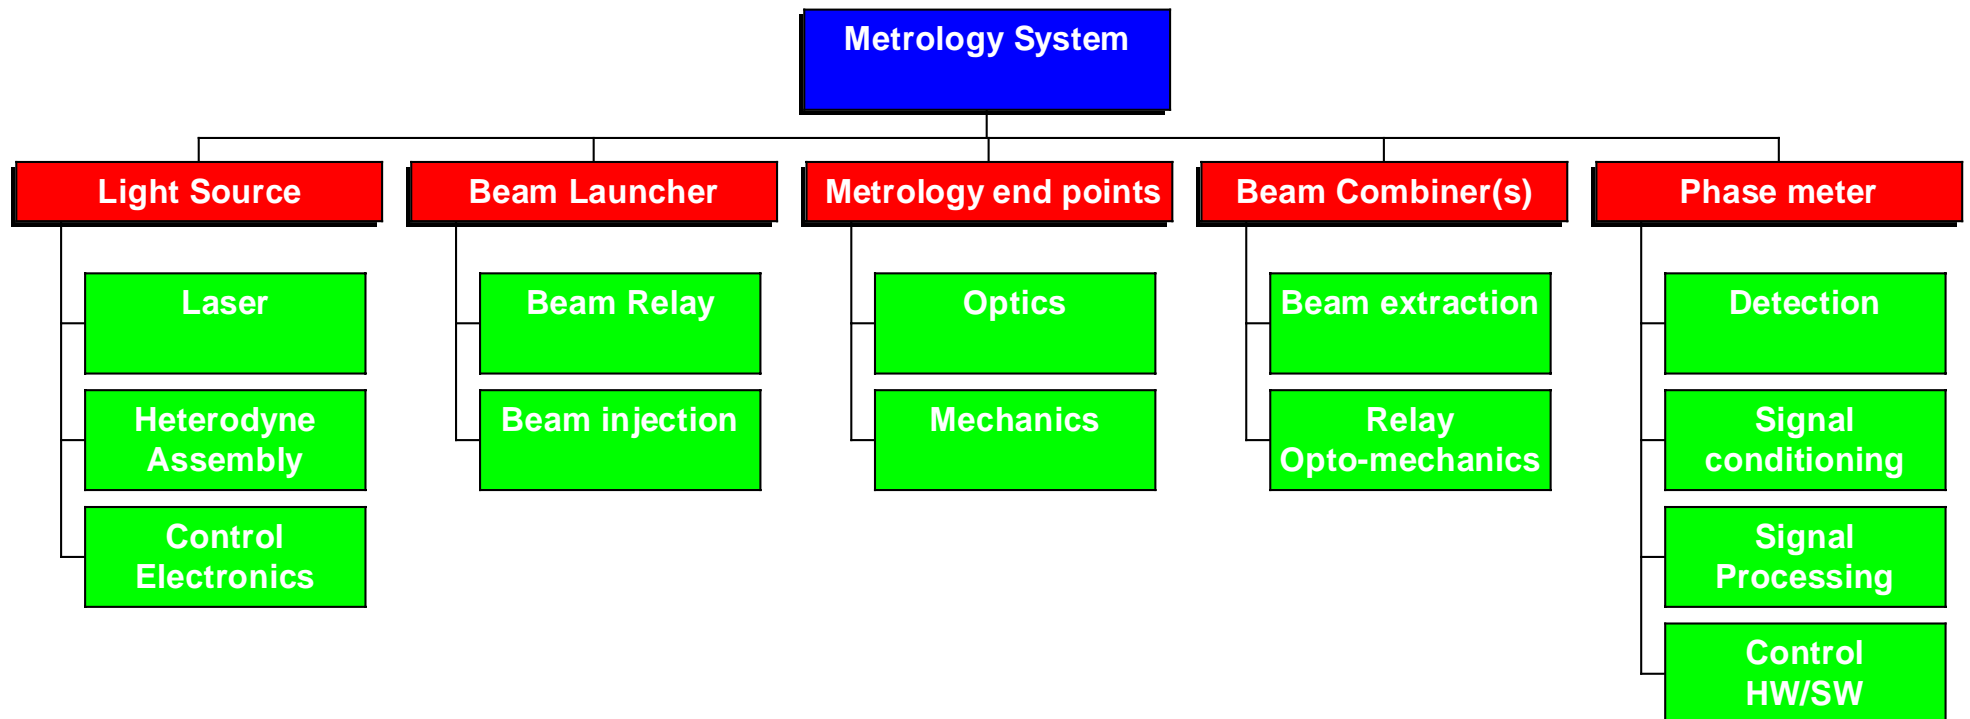 Metrology System
Light Source
Beam Launcher
Metrology end points
Beam Combiner(s)
Phase meter
Laser
Heterodyne
Assembly
Control
Electronics
Beam Relay
Beam injection
Optics
Mechanics
Beam extraction
Relay
Opto-mechanics
Detection
Signal
conditioning
Signal
Processing
Control
HW/SW